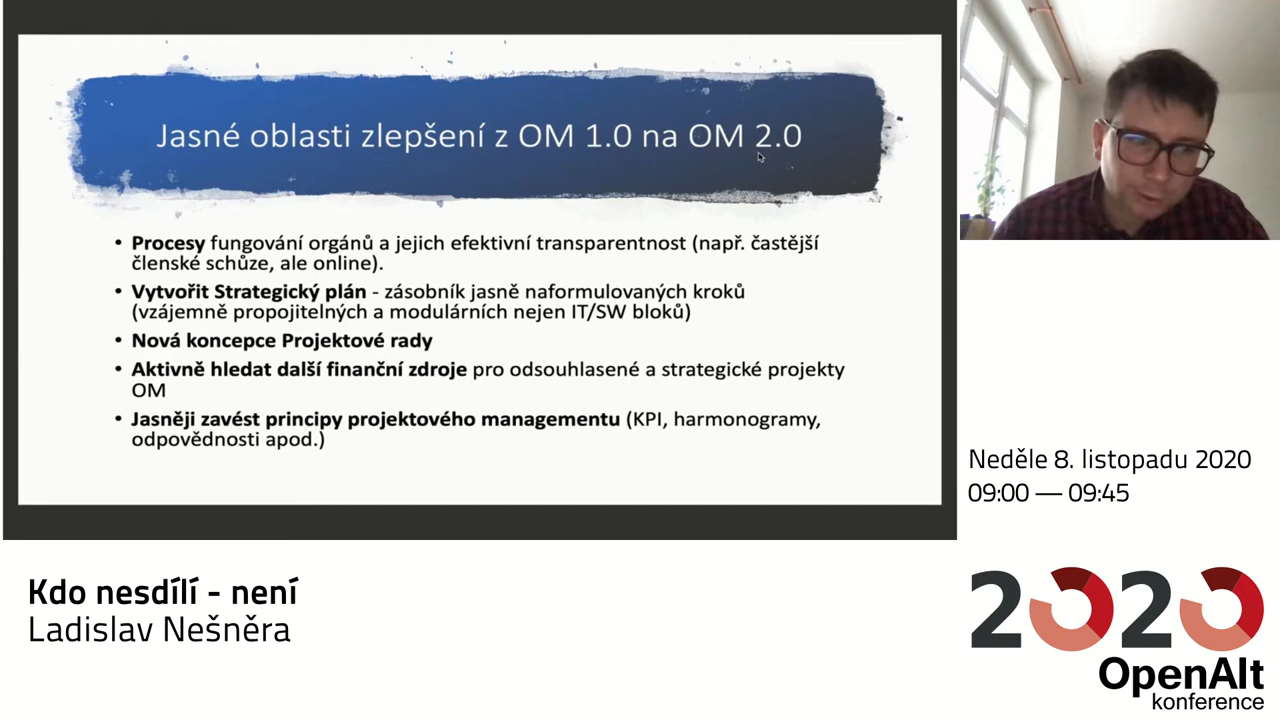 Jasné oblasti zlepšení z OM 1.0 na OM 2.0
• Procesy fungování orgánů a jejich efektivní transparentnost (např. častější
členské schůze, ale online).
• Vytvořit Strategický plán - zásobník jasně naformulovaných kroků
(vzájemně propojitelných a modulárních nejen IT/SW bloků)
• Nová koncepce Projektové rady
• Aktivně hledat další finanční zdroje pro odsouhlasené a strategické projekty
OM
• Jasněji zavést principy projektového managementu (KPI, harmonogramy,
odpovědnosti apod.)
Neděle 8. listopadu 2020
09:00 — 09:45
Kdo nesdílí - není
Ladislav Nešněra
2020
OpenAlt
konference